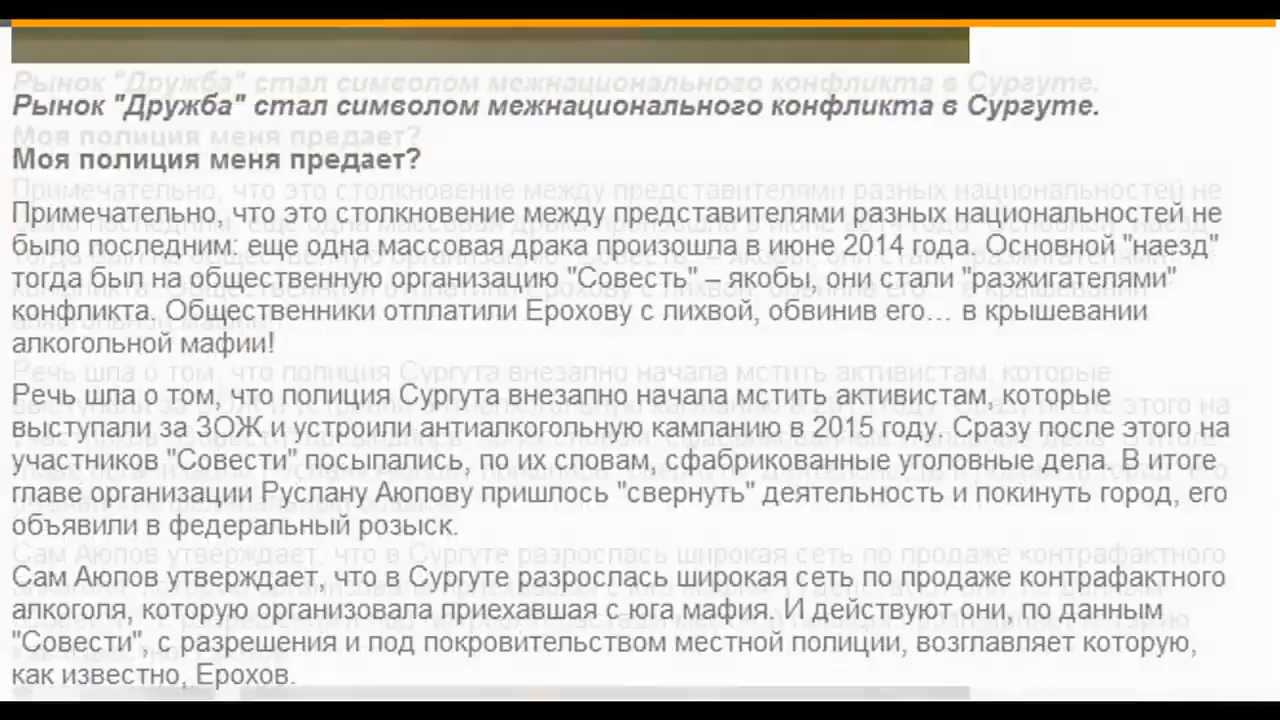 Рынок "Дружба" стал символом межнационального конфликта в Сургуте.
Моя полиция меня предает?
Примечательно, что это столкновение между представителями разных национальностей не
было последним: еще одна массовая драка произошла в июне 2014 года. Основной "наезд"
тогда был на общественную организацию "Совесть" – якобы, они стали "разжигателями"
конфликта. Общественники отплатили Ерохову с лихвой, обвинив его… в крышевании
алкогольной мафии!
Речь шла о том, что полиция Сургута внезапно начала мстить активистам, которые
выступали за ЗОЖ и устроили антиалкогольную кампанию в 2015 году. Сразу после этого на
участников "Совести" посыпались, по их словам, сфабрикованные уголовные дела. В итоге
главе организации Руслану Аюпову пришлось "свернуть" деятельность и покинуть город, его
объявили в федеральный розыск.
Сам Аюпов утверждает, что в Сургуте разрослась широкая сеть по продаже контрафактного
алкоголя, которую организовала приехавшая с юга мафия. И действуют они, по данным
"Совести", с разрешения и под покровительством местной полиции, возглавляет которую,
как известно, Ерохов.